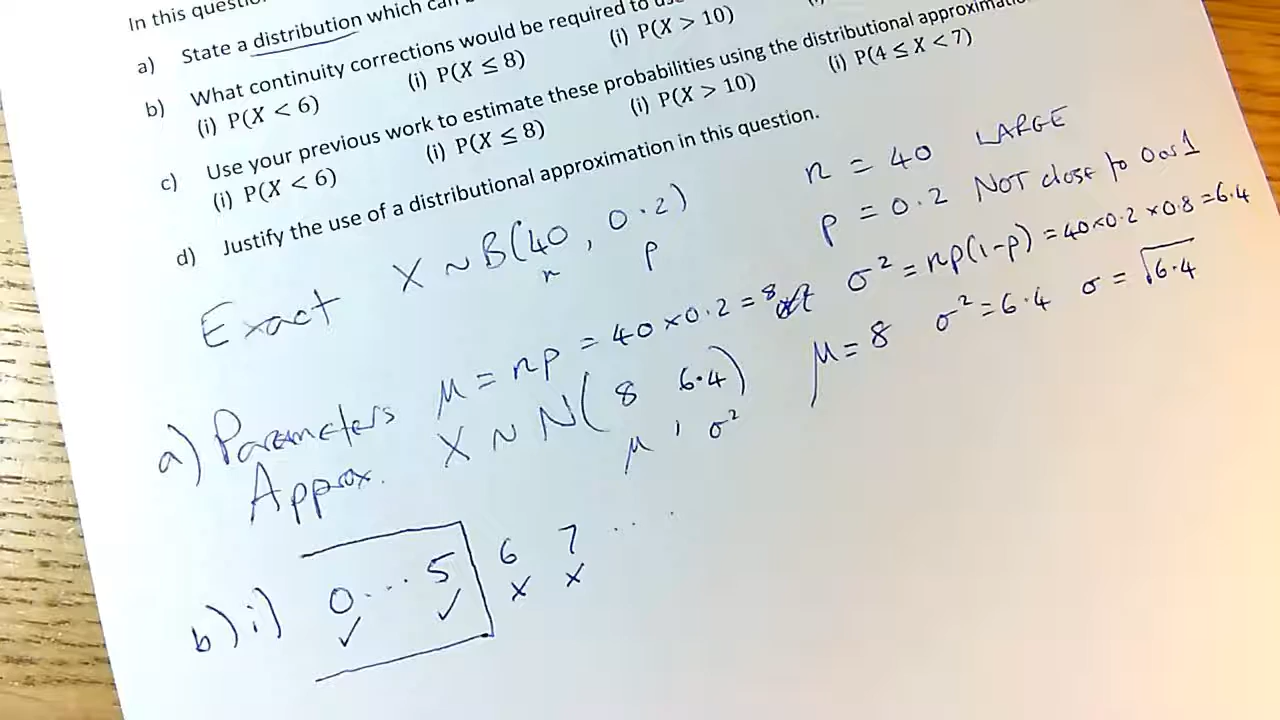 In this
a) State a distribution which can
b) What continuity corrections would be required to
(i) P(X < 6) (i) P(X ≤ 8) (i) P(X > 10)
c) Use your previous work to estimate these probabilities using the distributional
(i) P(X < 6) (i) P(X ≤ 8) (i) P(X > 10) (i) P(4 ≤ X < 7)
d) Justify the use of a distributional approximation in this question.
Exact X ~ B(40, 0.2) n = 40 LARGE
n p p = 0.2 NOT close to 0 or 1
a) Parameters μ = np = 40 × 0.2 = 8 σ² = np(1-p) = 40×0.2×0.8 = 6.4
Approx. X ~ N(8 6.4) μ = 8 σ² = 6.4 σ = √6.4
μ , σ²
b) i) 0 ... 5 6 7 ....
✓ ✓ × ×